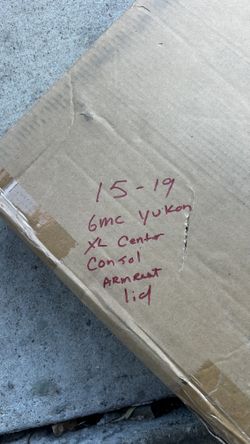 15-19
GMC Yukon
XL Center
Consol
ARMRest
lid